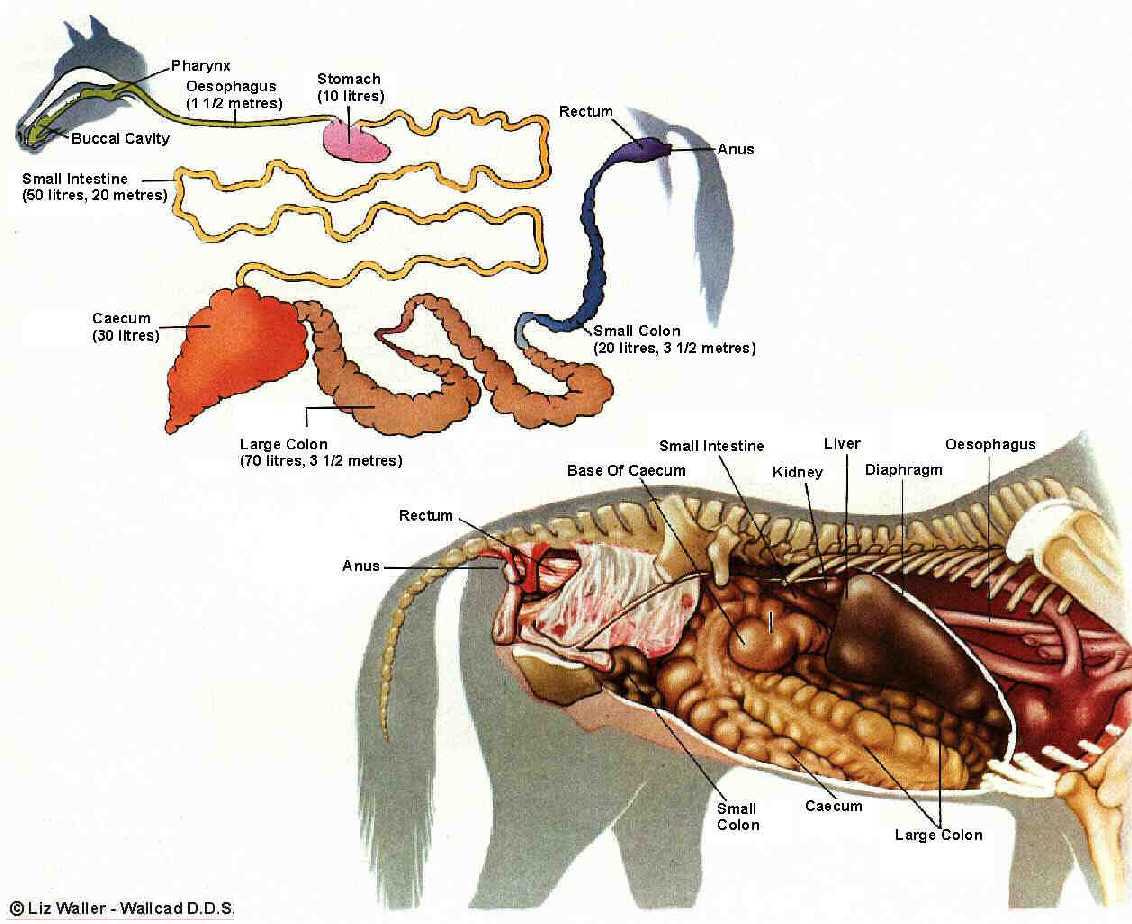 Pharynx
Oesophagus
(1 1/2 metres)
Stomach
(10 litres)
Buccal Cavity
Rectum
Anus
Small Intestine
(50 litres, 20 metres)
Caecum
(30 litres)
Small Colon
(20 litres, 3 1/2 metres)
Large Colon
(70 litres, 3 1/2 metres)
Small Intestine
Liver
Oesophagus
Base Of Caecum
Kidney
Diaphragm
Rectum
Anus
Small
Colon
Caecum
Large Colon
© Liz Waller - Wallcad D.D.S.